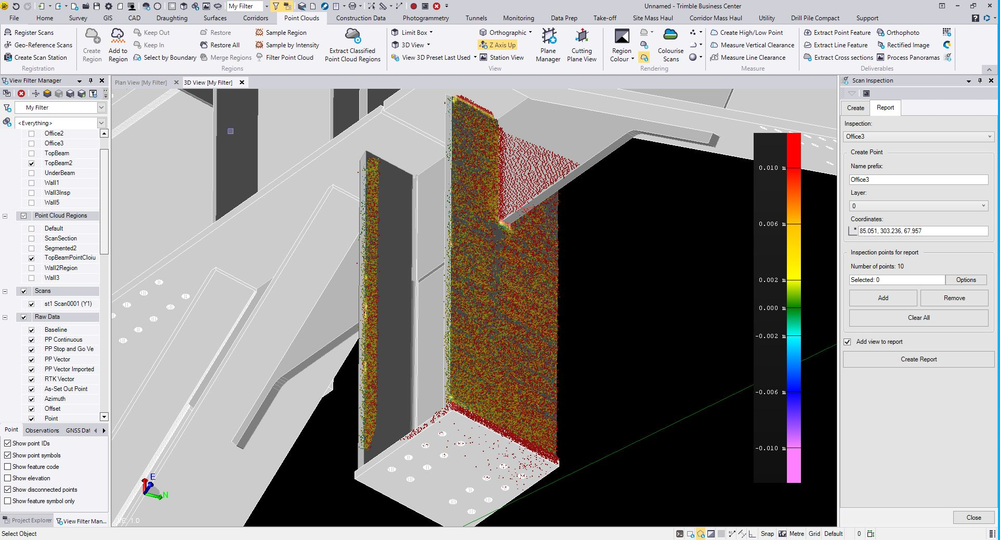 My Filter
Unnamed - Trimble Business Center
File Home Survey GIS CAD Draughting Surfaces Corridors Point Clouds Construction Data Photogrammetry Tunnels Monitoring Data Prep Take-off Site Mass Haul Corridor Mass Haul Utility Drill Pile Compact Support
Register Scans
Geo-Reference Scans
Create Scan Station
Registration
Create Region
Add to Region
Keep Out
Keep In
Select by Boundary
Restore
Restore All
Merge Regions
Sample Region
Sample by Intensity
Filter Point Cloud
Extract Classified
Point Cloud Regions
Regions
Limit Box
3D View
View 3D Preset Last Used
Orthographic
Z Axis Up
Station View
Plane Manager
Cutting Plane View
View
Region Colour
Colourise Scans
Rendering
Create High/Low Point
Measure Vertical Clearance
Measure Line Clearance
Measure
Extract Point Feature
Extract Line Feature
Extract Cross sections
Orthophoto
Rectified Image
Process Panoramas
Deliverables
View Filter Manager
My Filter
<Everything>
Office2
Office3
TopBeam
TopBeam2
UnderBeam
Wall1
Wall3Insp
Wall5
Point Cloud Regions
Default
ScanSection
Segmented2
TopBeamPointCloiu
Wall2Region
Wall3
Scans
st1 Scan0001 (Y1)
Raw Data
Baseline
PP Continuous
PP Stop and Go Ve
PP Vector
PP Vector Imported
RTK Vector
As-Set Out Point
Azimuth
Offset
Point
Point Observations GNSS Dat
Show point IDs
Show point symbols
Show feature code
Show elevation
Show disconnected points
Show feature symbol only
Project Explorer View Filter Man...
Select Object
Plan View [My Filter] 3D View [My Filter]
0.010 m
0.006 m
0.002 m
0.000 m
-0.002 m
-0.006 m
-0.010 m
E
N
VE: 1.0
Scan Inspection
Create Report
Inspection:
Office3
Create Point
Name prefix:
Office3
Layer:
0
Coordinates:
85.051, 303.236, 67.957
Inspection points for report
Number of points: 10
Selected: 0 Options
Add Remove
Clear All
Add view to report
Create Report
Close
Snap Metre Grid Default 0